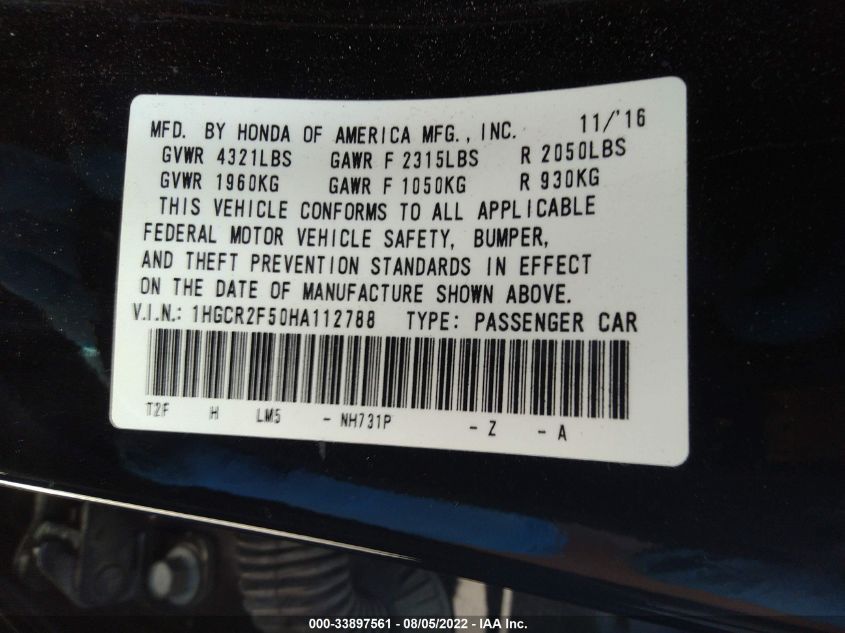 MFD. BY HONDA OF AMERICA MFG., INC. 11/'16
GVWR 4321LBS GAWR F 2315LBS R 2050LBS
GVWR 1960KG GAWR F 1050KG R 930KG
THIS VEHICLE CONFORMS TO ALL APPLICABLE
FEDERAL MOTOR VEHICLE SAFETY, BUMPER,
AND THEFT PREVENTION STANDARDS IN EFFECT
ON THE DATE OF MANUFACTURE SHOWN ABOVE.
V.I.N.: 1HGCR2F50HA112788 TYPE: PASSENGER CAR
T2F H LM5 - NH731P - Z - A
000-33897561 - 08/05/2022 - IAA Inc.